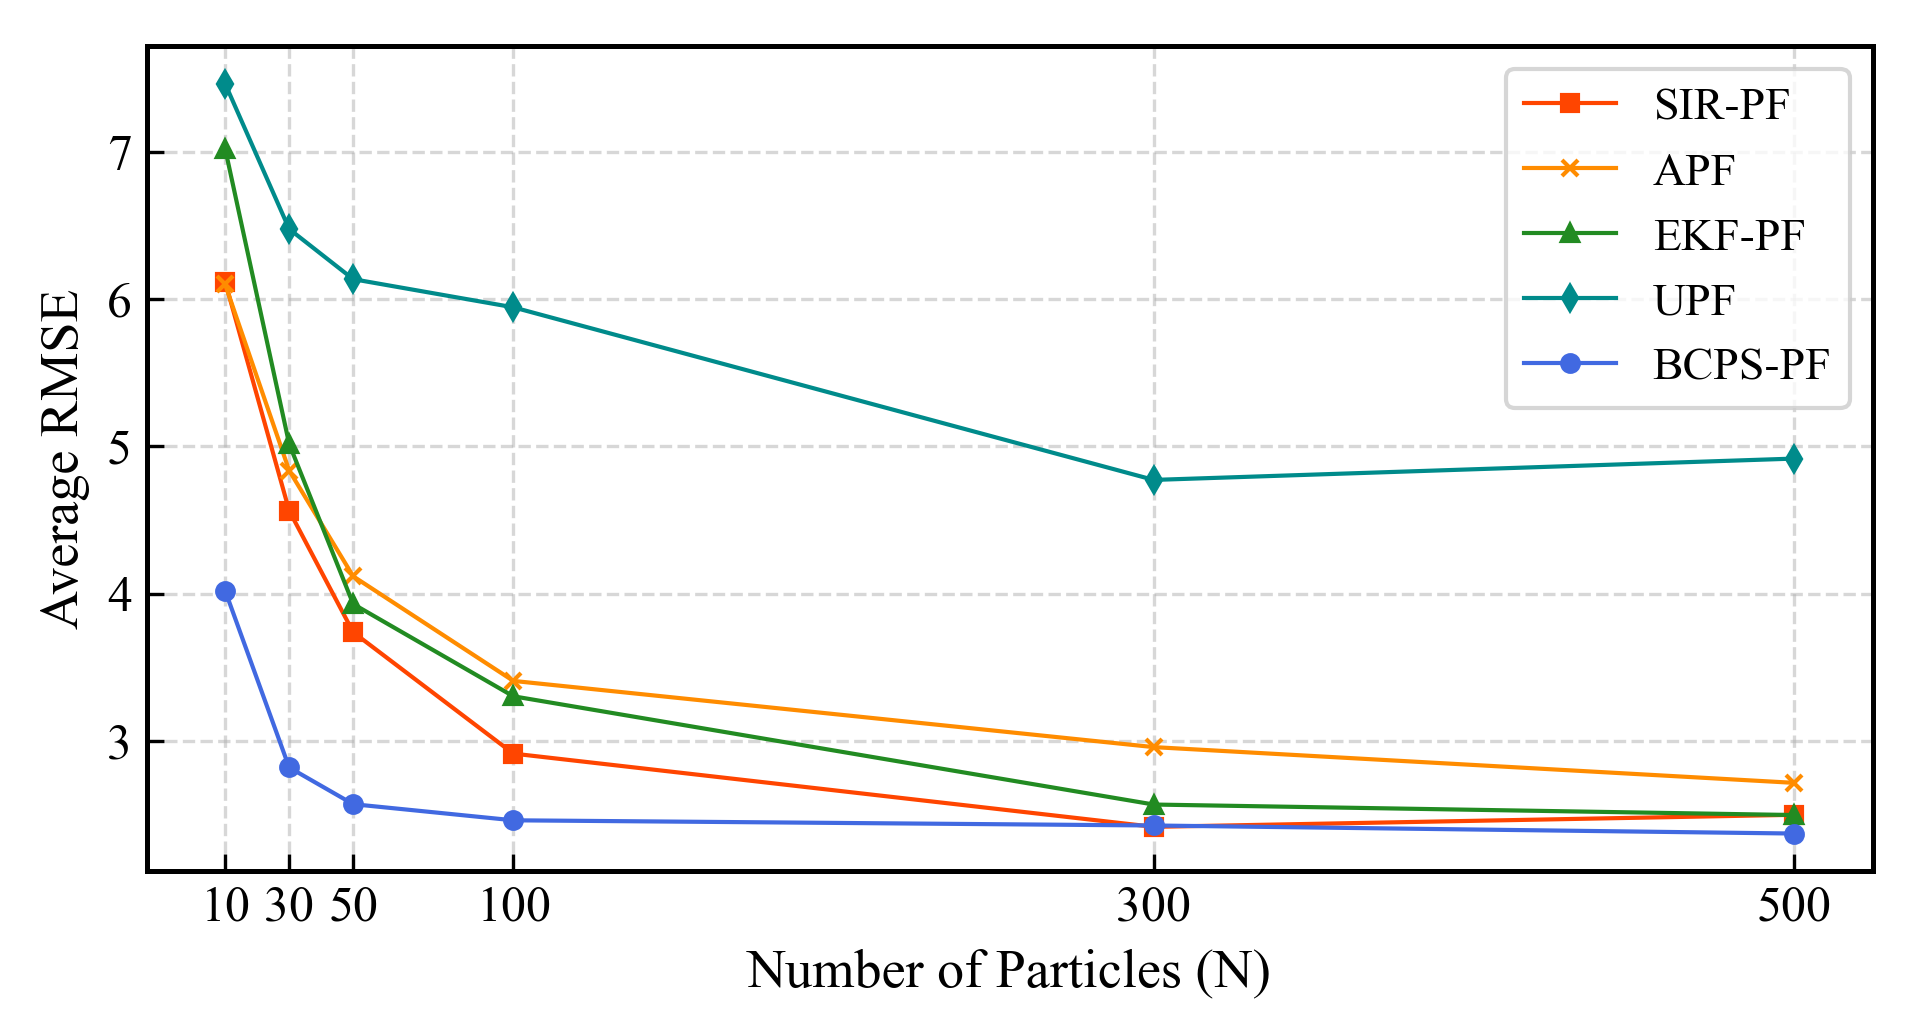 7
6
5
4
3
Average RMSE
SIR-PF
APF
EKF-PF
UPF
BCPS-PF
10 30 50 100 300 500
Number of Particles (N)